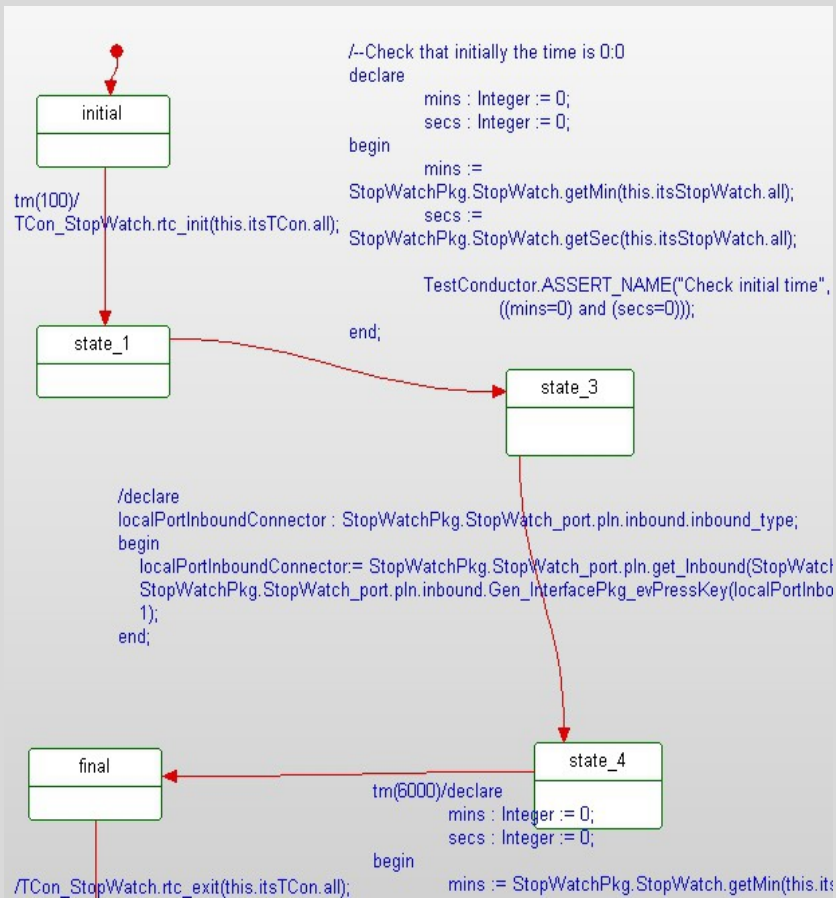 initial
/--Check that initially the time is 0:0
declare
mins : Integer := 0;
secs : Integer := 0;
begin
mins :=
StopWatchPkg.StopWatch.getMin(this.itsStopWatch.all);
secs :=
StopWatchPkg.StopWatch.getSec(this.itsStopWatch.all);
TestConductor.ASSERT_NAME("Check initial time",
((mins=0) and (secs=0)));
end;
tm(100)/
TCon_StopWatch.rtc_init(this.itsTCon.all);
state_1
state_3
/declare
localPortInboundConnector : StopWatchPkg.StopWatch_port.pln.inbound.inbound_type;
begin
localPortInboundConnector:= StopWatchPkg.StopWatch_port.pln.get_Inbound(StopWatch
StopWatchPkg.StopWatch_port.pln.inbound.Gen_InterfacePkg_evPressKey(localPortInbo
1);
end;
final
state_4
tm(6000)/declare
mins : Integer := 0;
secs : Integer := 0;
begin
mins := StopWatchPkg.StopWatch.getMin(this.its
/TCon_StopWatch.rtc_exit(this.itsTCon.all);